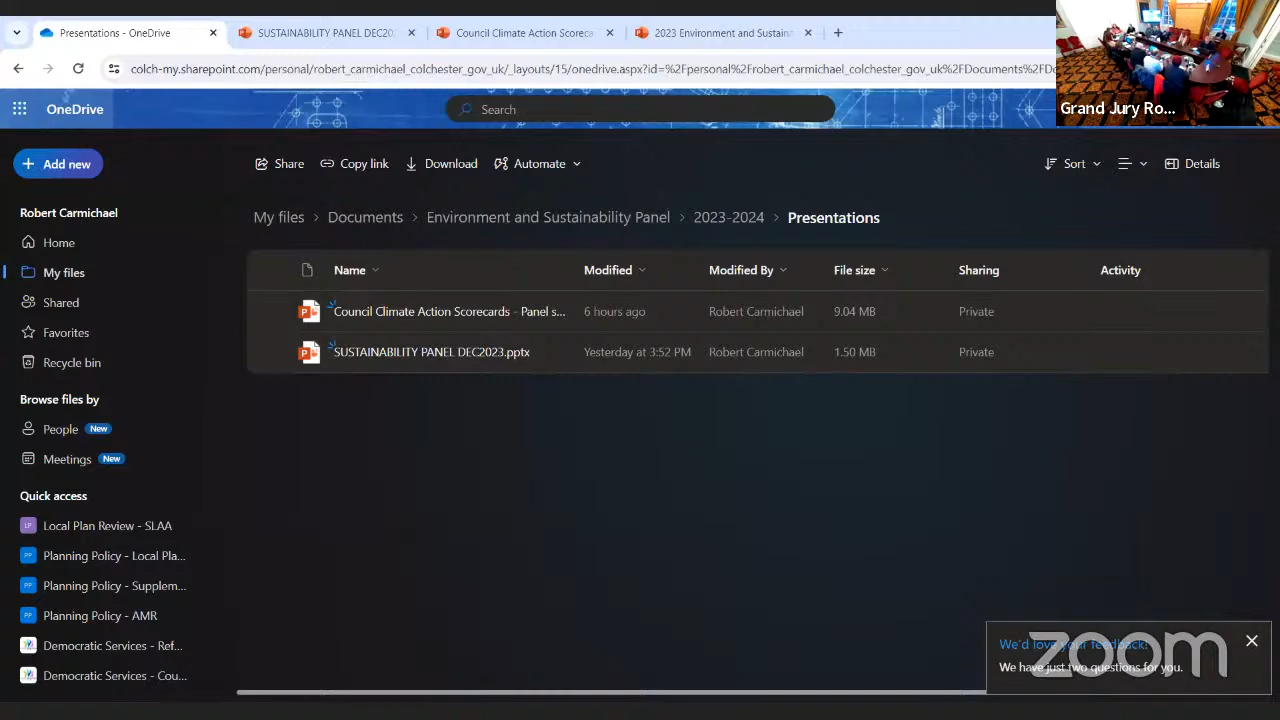 Presentations - OneDrive
SUSTAINABILITY PANEL DEC20
Council Climate Action Scoreca
2023 Environment and Sustaina
colch-my.sharepoint.com/personal/robert_carmichael_colchester_gov_uk/_layouts/15/onedrive.aspx?id=%2Fpersonal%2Frobert_carmichael_colchester_gov_uk%2FDocuments%2FDo
Grand Jury Ro...
OneDrive
Search
Add new
Share
Copy link
Download
Automate
Sort
Details
Robert Carmichael
Home
My files
Shared
Favorites
Recycle bin
Browse files by
People New
Meetings New
Quick access
LP Local Plan Review - SLAA
PP Planning Policy - Local Pla...
PP Planning Policy - Supplem...
PP Planning Policy - AMR
Democratic Services - Ref...
Democratic Services - Cou...
My files > Documents > Environment and Sustainability Panel > 2023-2024 > Presentations
Name Modified Modified By File size Sharing Activity
Council Climate Action Scorecards - Panel s... 6 hours ago Robert Carmichael 9.04 MB Private
SUSTAINABILITY PANEL DEC2023.pptx Yesterday at 3:52 PM Robert Carmichael 1.50 MB Private
We'd love your feedback!
We have just two questions for you.
zoom